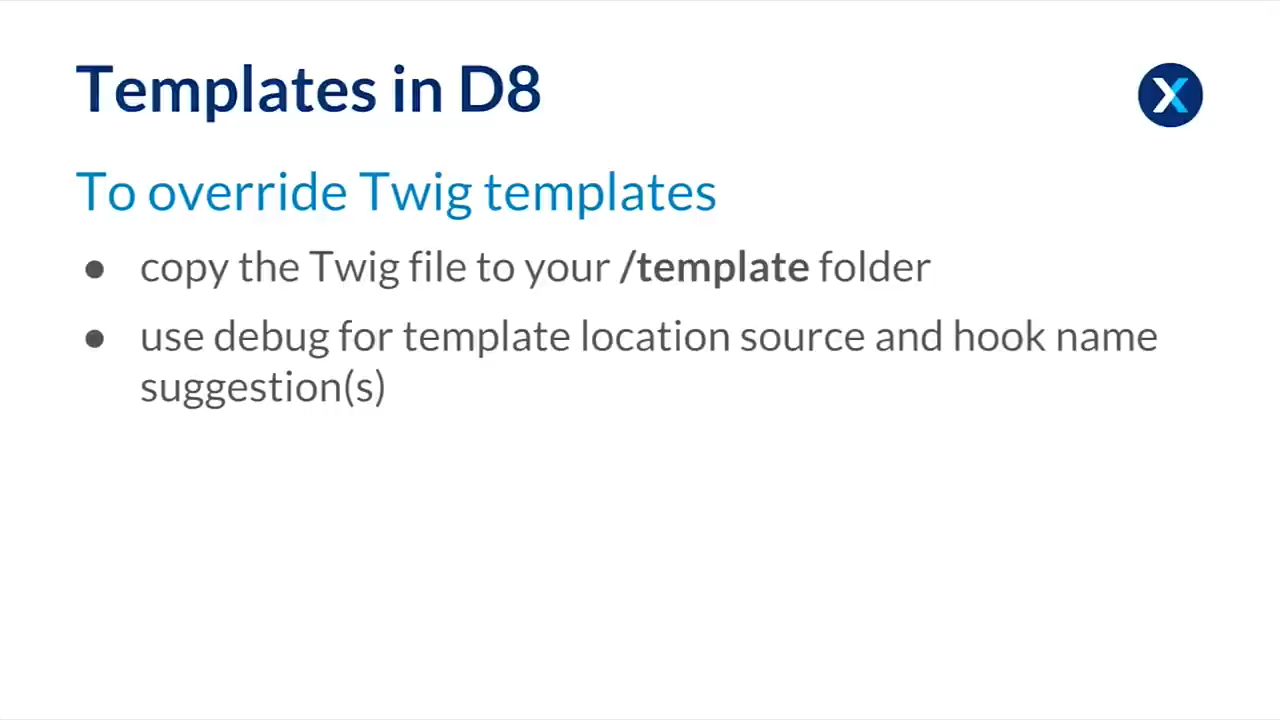 Templates in D8
To override Twig templates
● copy the Twig file to your /template folder
● use debug for template location source and hook name
suggestion(s)